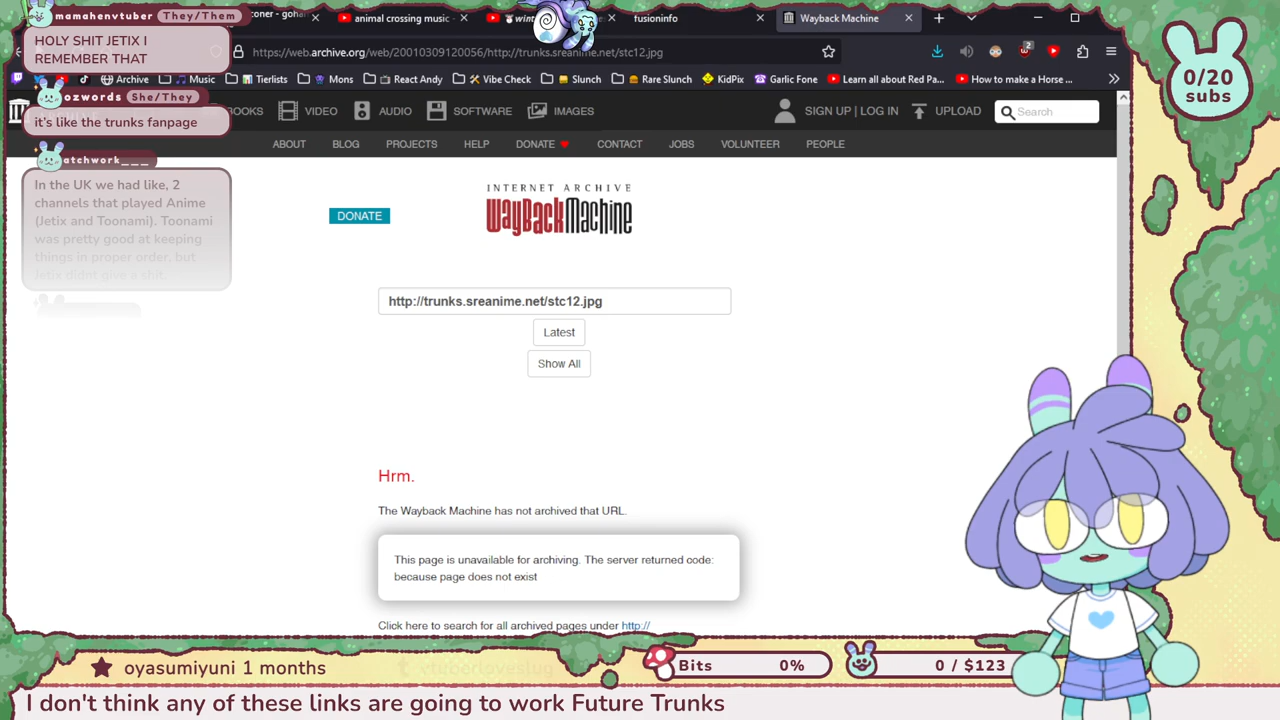 mamahenvtuber They/Them
HOLY SHIT JETIX I
REMEMBER THAT
ozwords She/They
it's like the trunks fanpage
atchwork___
In the UK we had like, 2
channels that played Anime
(Jetix and Toonami). Toonami
was pretty good at keeping
things in proper order, but
Jetix didnt give a shit.
animal crossing music -
fusioninfo
Wayback Machine
https://web.archive.org/web/20010309120056/http://trunks.sreanime.net/stc12.jpg
2
Archive
Music
Tierlists
Mons
React Andy
Vibe Check
Slunch
Rare Slunch
KidPix
Garlic Fone
Learn all about Red Pa...
How to make a Horse ...
BOOKS
VIDEO
AUDIO
SOFTWARE
IMAGES
SIGN UP | LOG IN
UPLOAD
Search
ABOUT
BLOG
PROJECTS
HELP
DONATE
CONTACT
JOBS
VOLUNTEER
PEOPLE
INTERNET ARCHIVE
WayBackMachine
DONATE
http://trunks.sreanime.net/stc12.jpg
Latest
Show All
Hrm.
The Wayback Machine has not archived that URL.
This page is unavailable for archiving. The server returned code:
because page does not exist
Click here to search for all archived pages under http://
0/20
subs
oyasumiyuni 1 months
Bits 0%
0 / $123
I don't think any of these links are going to work Future Trunks